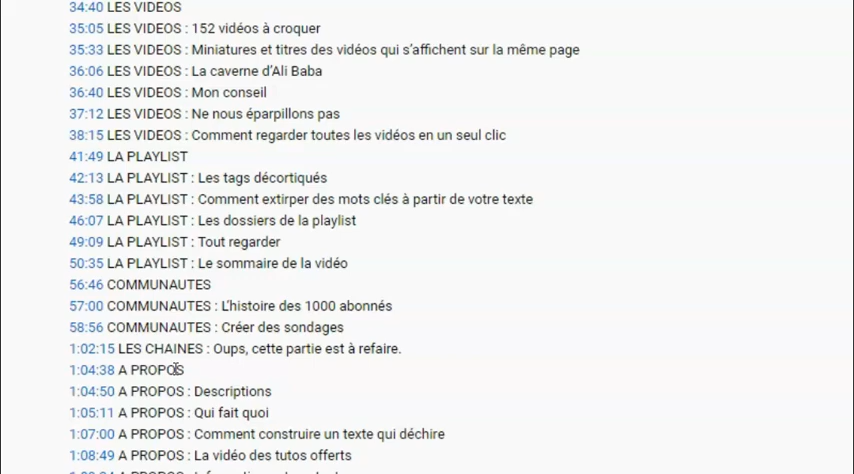 34:40 LES VIDEOS
35:05 LES VIDEOS : 152 vidéos à croquer
35:33 LES VIDEOS : Miniatures et titres des vidéos qui s'affichent sur la même page
36:06 LES VIDEOS : La caverne d'Ali Baba
36:40 LES VIDEOS : Mon conseil
37:12 LES VIDEOS : Ne nous éparpillons pas
38:15 LES VIDEOS : Comment regarder toutes les vidéos en un seul clic
41:49 LA PLAYLIST
42:13 LA PLAYLIST : Les tags décortiqués
43:58 LA PLAYLIST : Comment extirper des mots clés à partir de votre texte
46:07 LA PLAYLIST : Les dossiers de la playlist
49:09 LA PLAYLIST : Tout regarder
50:35 LA PLAYLIST : Le sommaire de la vidéo
56:46 COMMUNAUTES
57:00 COMMUNAUTES : L'histoire des 1000 abonnés
58:56 COMMUNAUTES : Créer des sondages
1:02:15 LES CHAINES : Oups, cette partie est à refaire.
1:04:38 A PROPOS
1:04:50 A PROPOS : Descriptions
1:05:11 A PROPOS : Qui fait quoi
1:07:00 A PROPOS : Comment construire un texte qui déchire
1:08:49 A PROPOS : La vidéo des tutos offerts